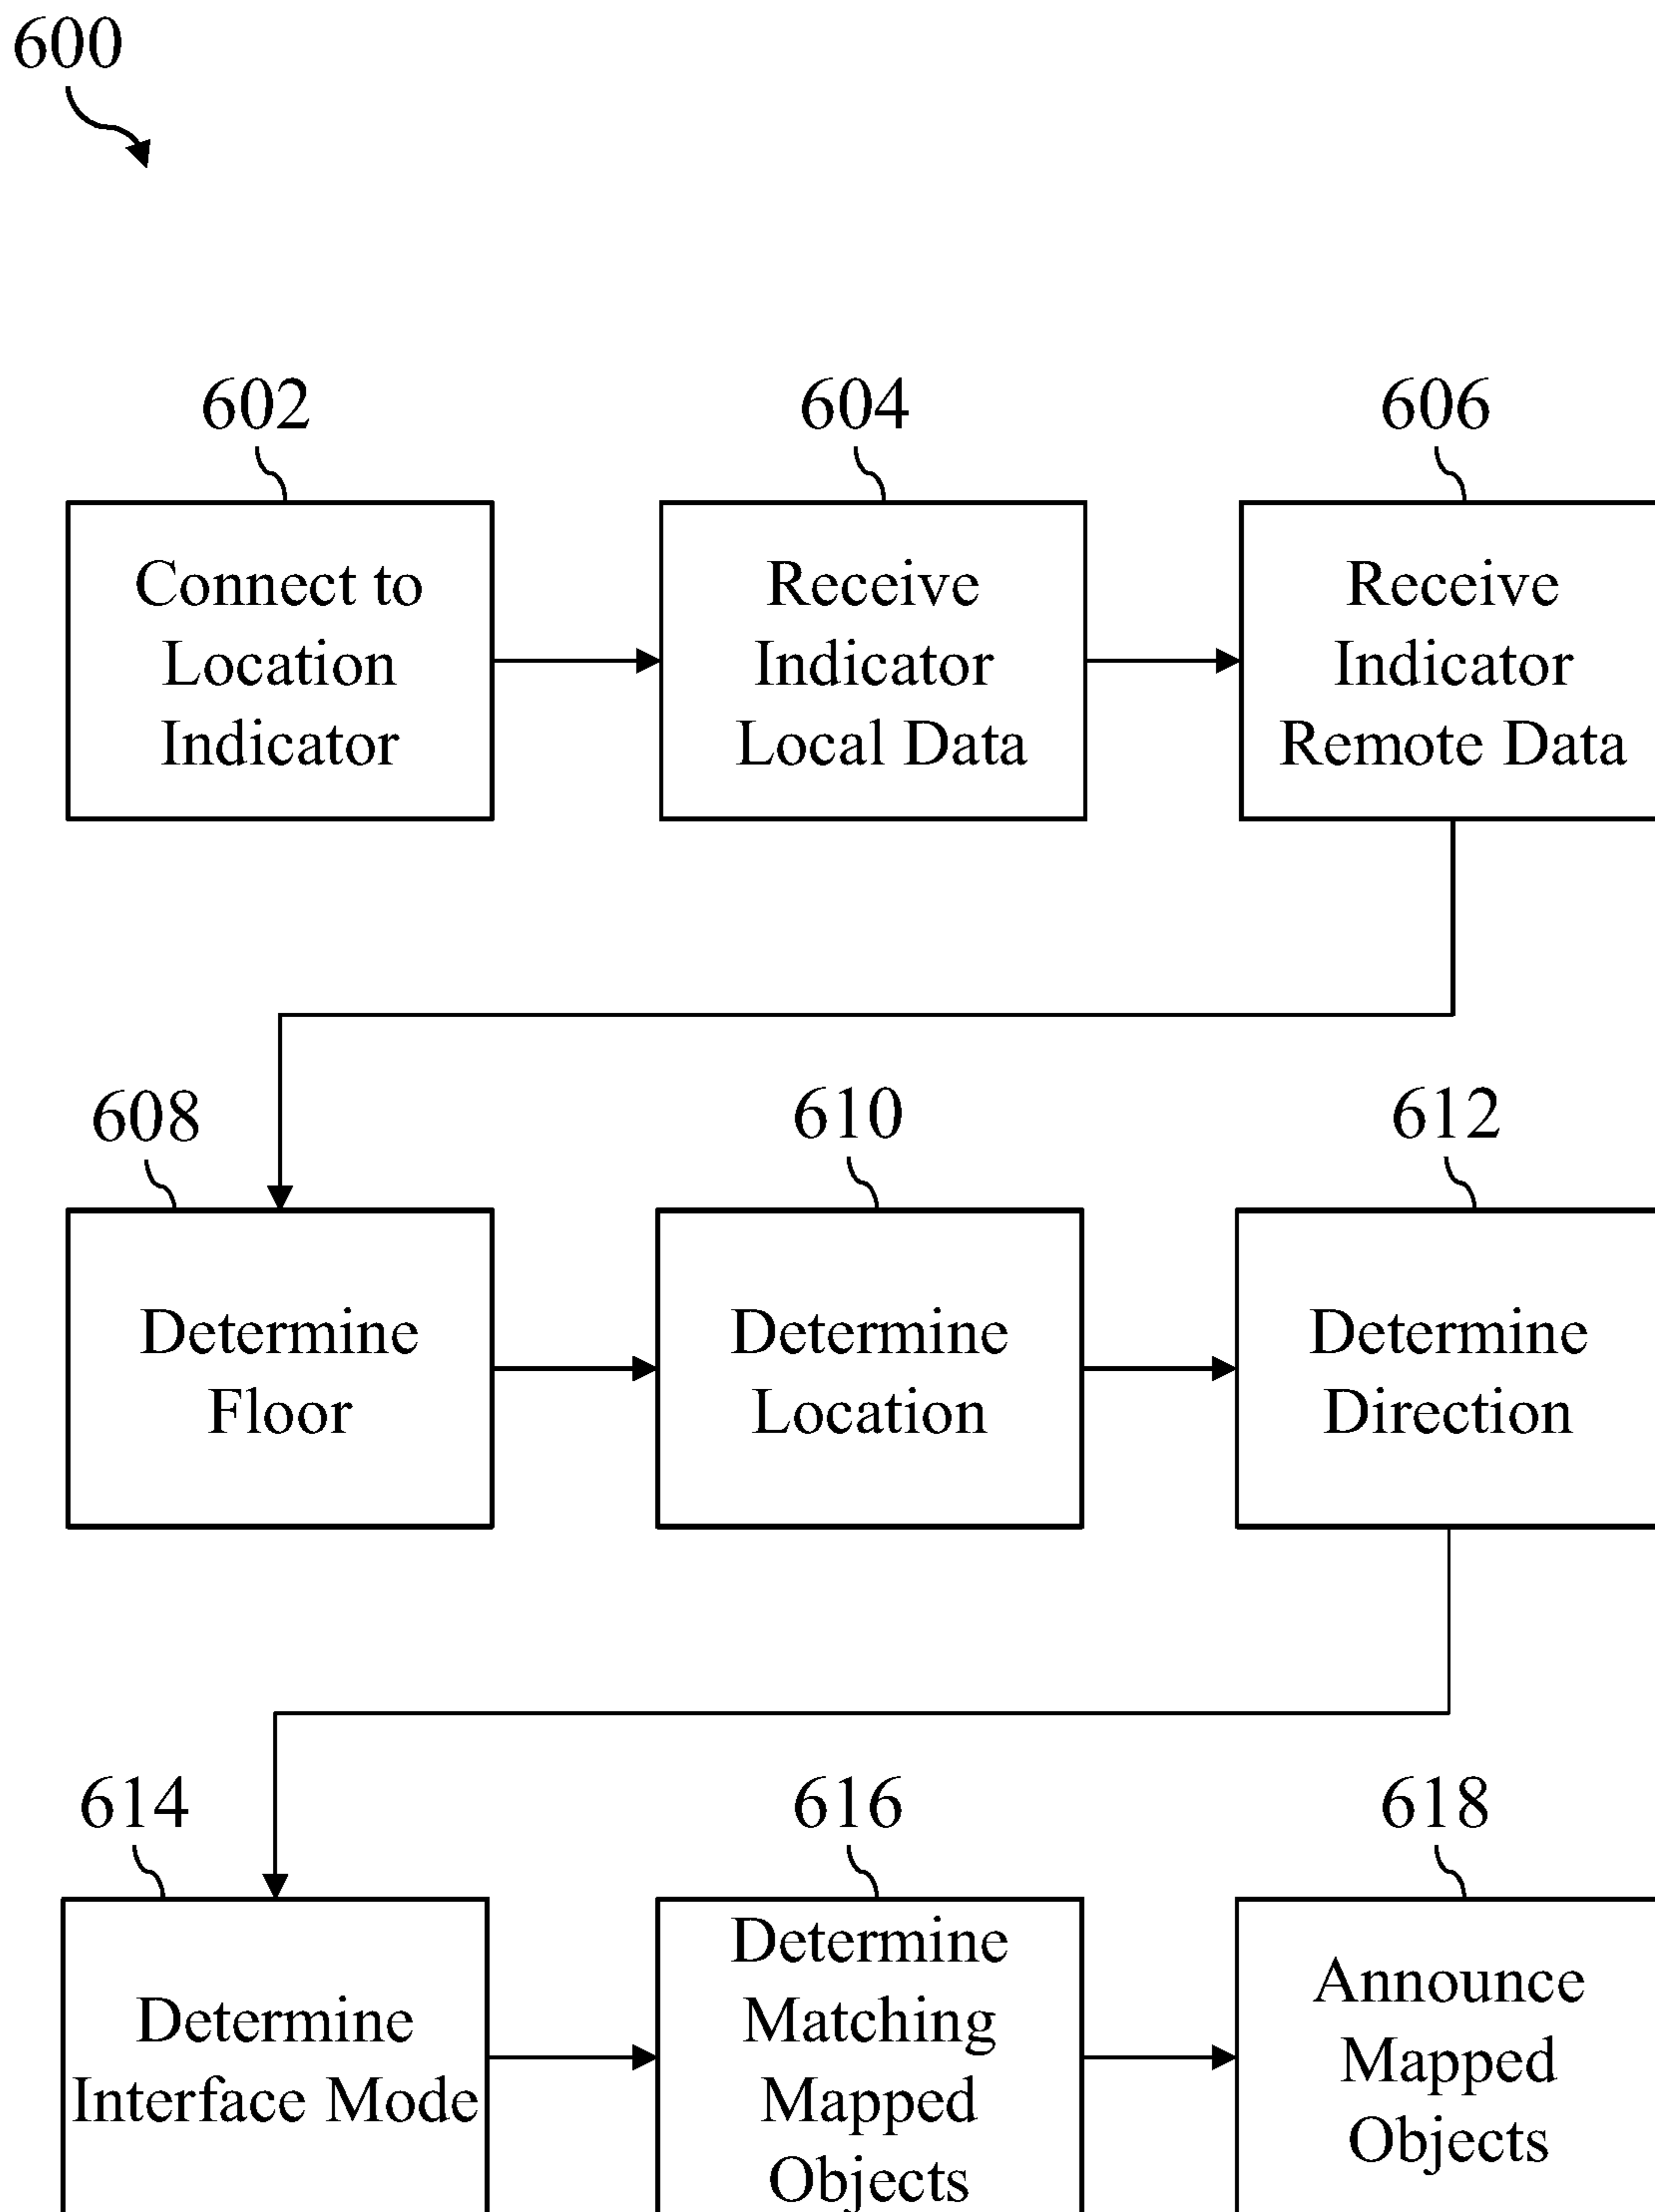 600
602
604
606
Connect to
Location
Indicator
Receive
Indicator
Local Data
Receive
Indicator
Remote Data
608
610
612
Determine
Floor
Determine
Location
Determine
Direction
614
616
618
Determine
Interface Mode
Determine
Matching
Mapped
Objects
Announce
Mapped
Objects